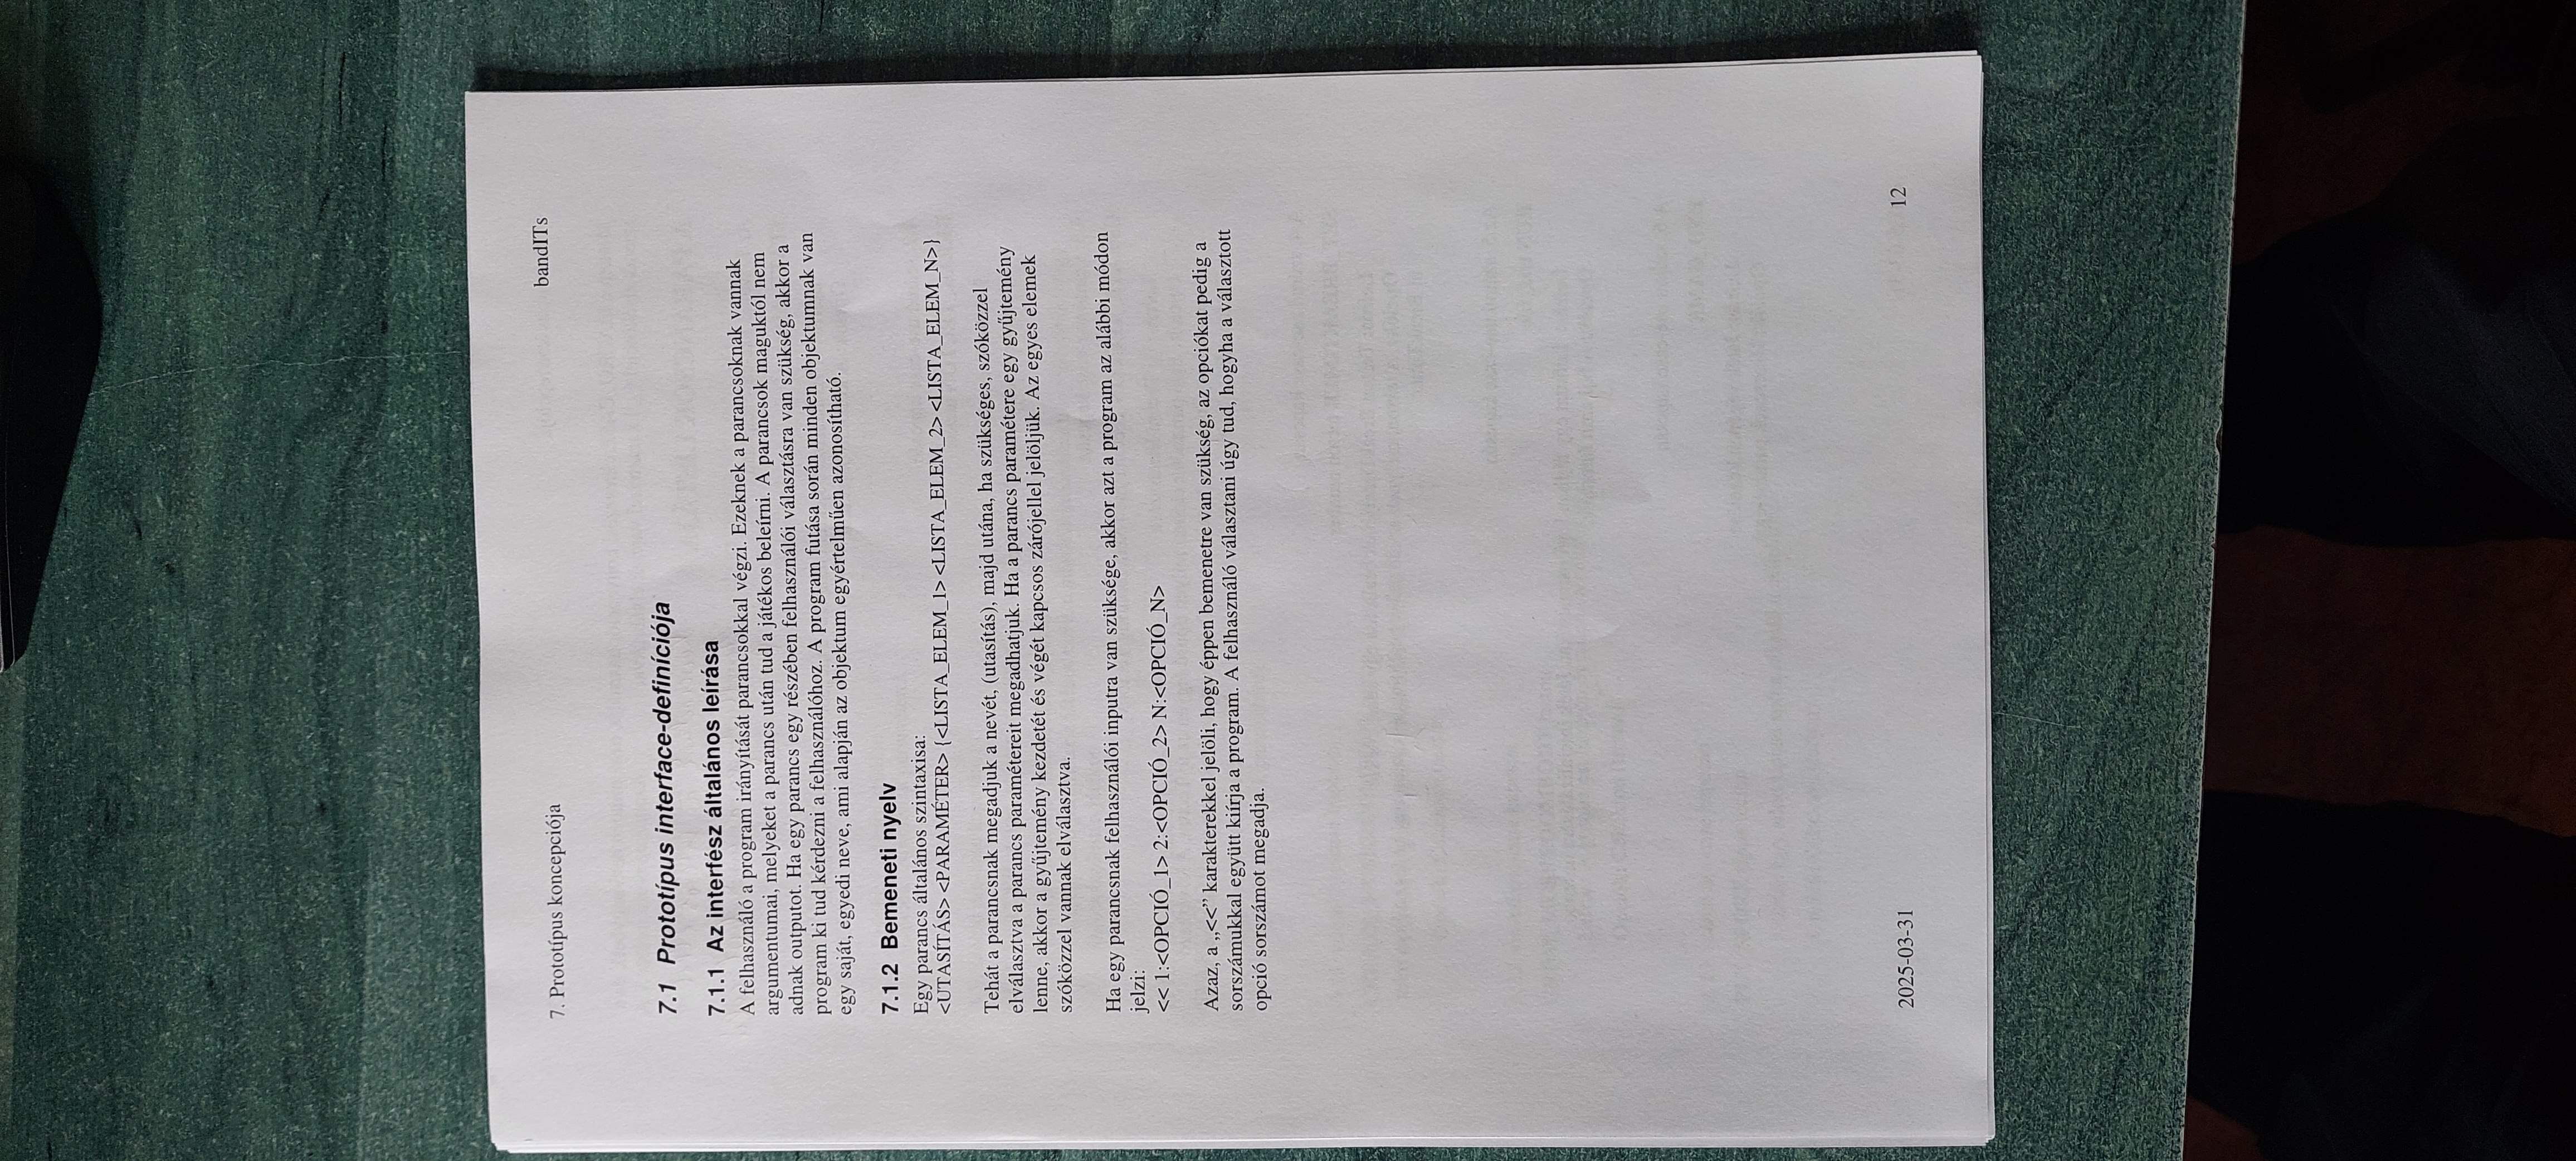 7. Prototípus koncepciója
bandITs
7.1 Prototípus interface-definíciója
7.1.1 Az interfész általános leírása
A felhasználó a program irányítását parancsokkal végzi. Ezeknek a parancsoknak vannak
argumentumai, melyeket a parancs után tud a játékos beleírni. A parancsok maguktól nem
adnak outputot. Ha egy parancs egy részében felhasználói választásra van szükség, akkor a
program ki tud kérdezni a felhasználóhoz. A program futása során minden objektumnak van
egy saját, egyedi neve, ami alapján az objektum egyértelműen azonosítható.
7.1.2 Bemeneti nyelv
Egy parancs általános szintaxisa:
<UTASÍTÁS> <PARAMÉTER> {<LISTA_ELEM_1> <LISTA_ELEM_2> <LISTA_ELEM_N>}
Tehát a parancsnak megadjuk a nevét, (utasítás), majd utána, ha szükséges, szóközzel
elválasztva a parancs paramétereit megadhatjuk. Ha a parancs paramétere egy gyűjtemény
lenne, akkor a gyűjtemény kezdetét és végét kapcsos zárójellel jelöljük. Az egyes elemek
szóközzel vannak elválasztva.
Ha egy parancsnak felhasználói inputra van szüksége, akkor azt a program az alábbi módon
jelzi:
<< 1:<OPCIÓ_1> 2:<OPCIÓ_2> N:<OPCIÓ_N>
Azaz, a „<<” karakterekkel jelöli, hogy éppen bemenetre van szükség, az opciókat pedig a
sorszámukkal együtt kiírja a program. A felhasználó választani úgy tud, hogyha a választott
opció sorszámot megadja.
2025-03-31
12